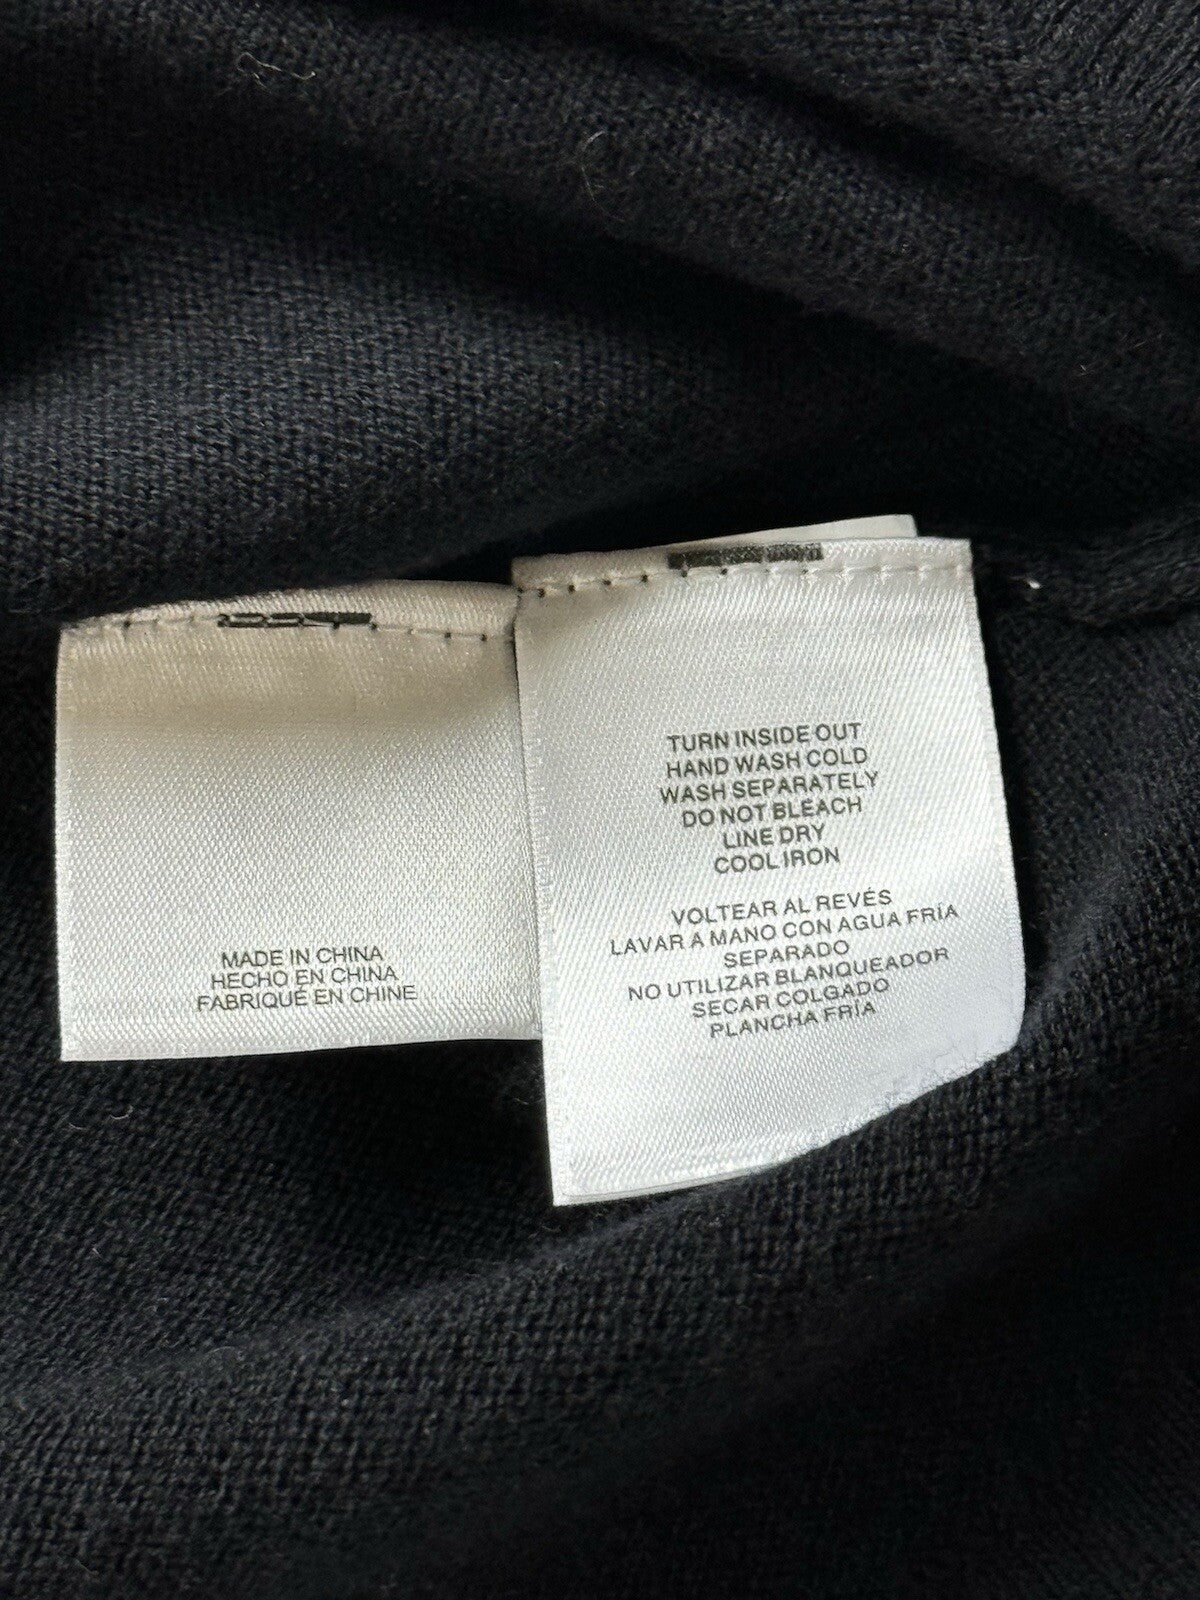 MADE IN CHINA
HECHO EN CHINA
FABRIQUÉ EN CHINE
TURN INSIDE OUT
HAND WASH COLD
WASH SEPARATELY
DO NOT BLEACH
LINE DRY
COOL IRON
VOLTEAR AL REVÉS
LAVAR A MANO CON AGUA FRÍA
SEPARADO
NO UTILIZAR BLANQUEADOR
SECAR COLGADO
PLANCHA FRÍA